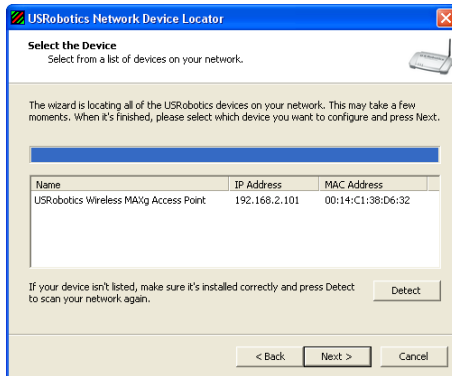 USRobotics Network Device Locator
Select the Device
Select from a list of devices on your network.
The wizard is locating all of the USRobotics devices on your network. This may take a few
moments. When it's finished, please select which device you want to configure and press Next.
Name IP Address MAC Address
USRobotics Wireless MAXg Access Point 192.168.2.101 00:14:C1:38:D6:32
If your device isn't listed, make sure it's installed correctly and press Detect
to scan your network again.
Detect
< Back Next > Cancel